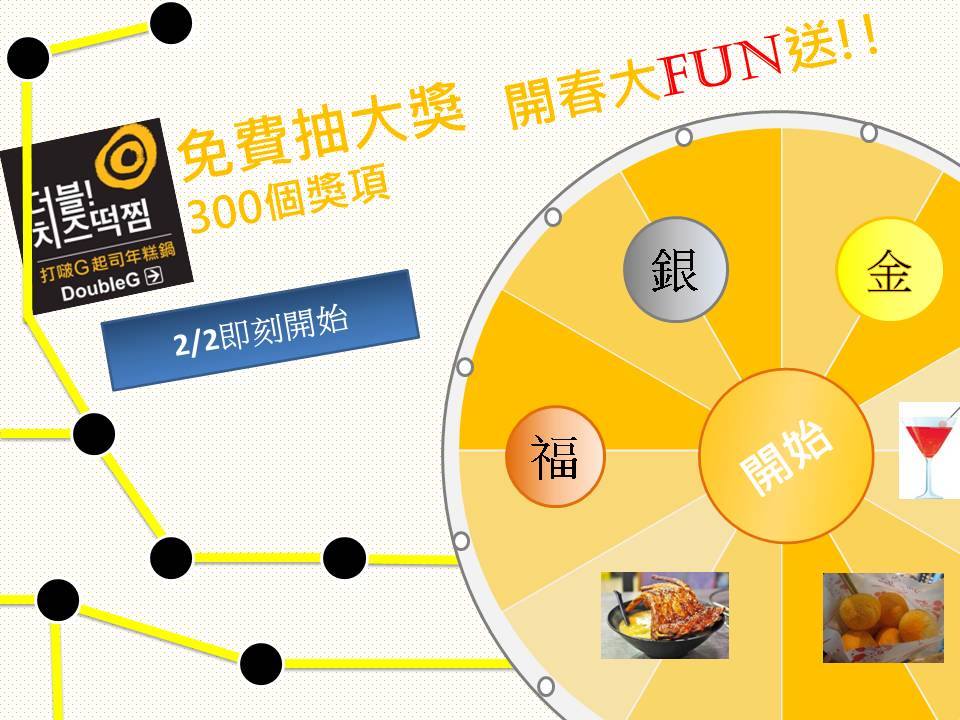 開春大FUN送!!
免費抽大獎
300個獎項
더블!
치즈떡찜
打啵G起司年糕鍋
DoubleG
2/2即刻開始
銀
金
福
開始